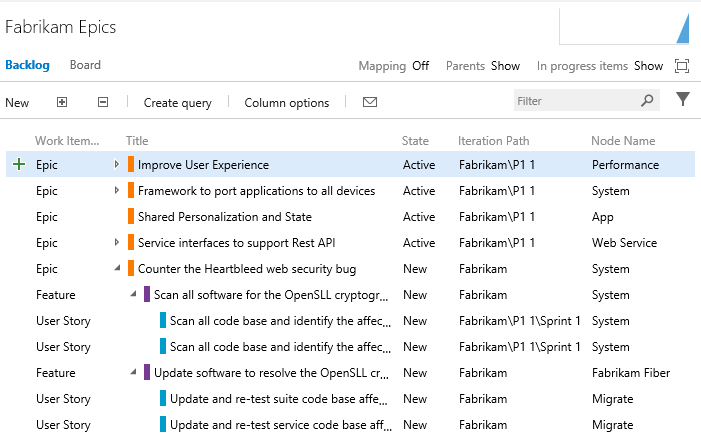 Fabrikam Epics
Backlog Board Mapping Off Parents Show In progress items Show
New Create query Column options Filter
Work Item... Title State Iteration Path Node Name
Epic Improve User Experience Active Fabrikam\P1 1 Performance
Epic Framework to port applications to all devices Active Fabrikam\P1 1 System
Epic Shared Personalization and State Active Fabrikam\P1 1 App
Epic Service interfaces to support Rest API Active Fabrikam\P1 1 Web Service
Epic Counter the Heartbleed web security bug New Fabrikam System
Feature Scan all software for the OpenSLL cryptogr... New Fabrikam System
User Story Scan all code base and identify the affec... New Fabrikam\P1 1\Sprint 1 System
User Story Scan all code base and identify the affec... New Fabrikam\P1 1\Sprint 1 System
Feature Update software to resolve the OpenSLL cr... New Fabrikam Fabrikam Fiber
User Story Update and re-test suite code base affe... New Fabrikam Migrate
User Story Update and re-test service code base aff... New Fabrikam Migrate